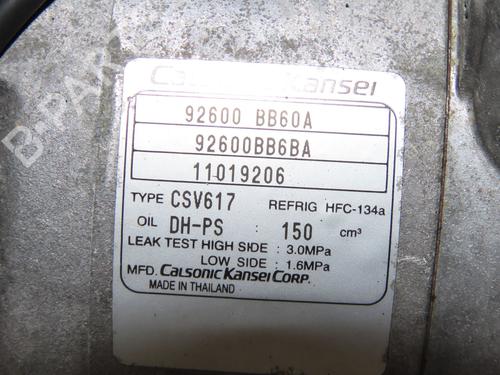 Calsonic Kansei
92600 BB60A
92600BB6BA
11019206
TYPE CSV617 REFRIG HFC-134a
OIL DH-PS : 150 cm³
LEAK TEST HIGH SIDE : 3.0MPa
LOW SIDE : 1.6MPa
MFD. CALSONIC KANSEI CORP.
MADE IN THAILAND
B-PARTS